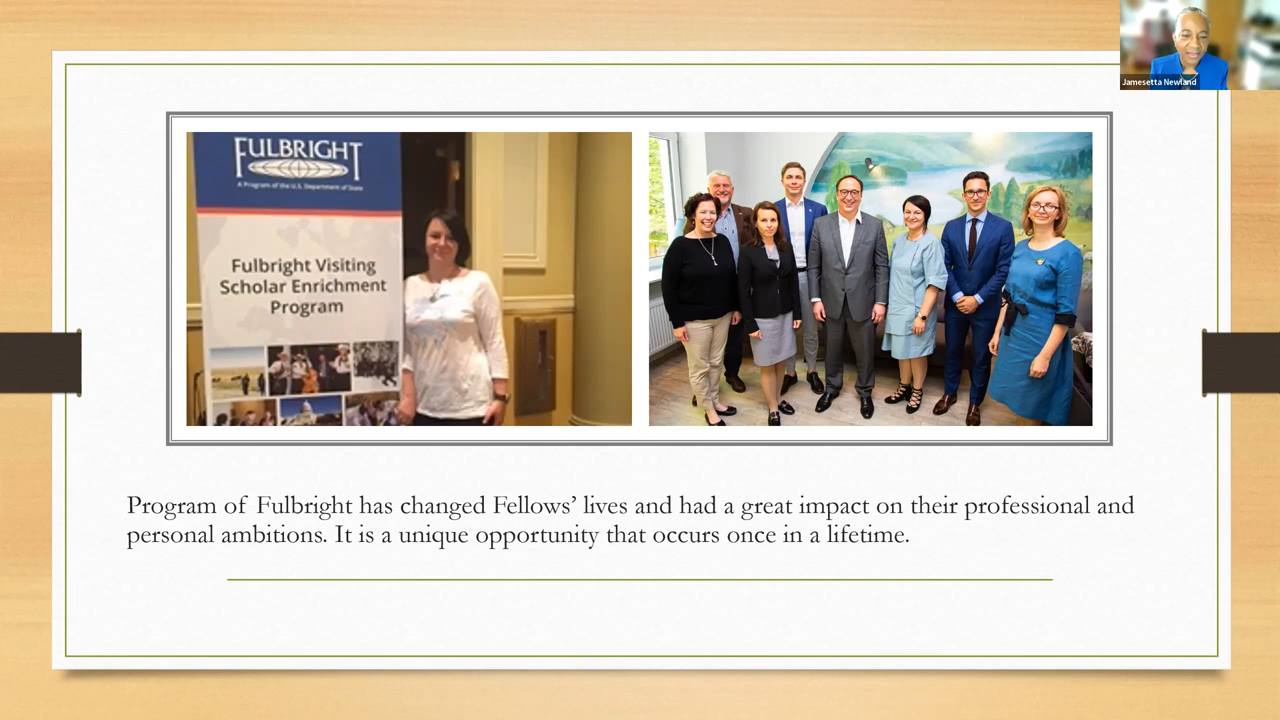 Jamesetta Newland
FULBRIGHT
A Program of the U.S. Department of State
Fulbright Visiting
Scholar Enrichment
Program
Program of Fulbright has changed Fellows’ lives and had a great impact on their professional and
personal ambitions. It is a unique opportunity that occurs once in a lifetime.